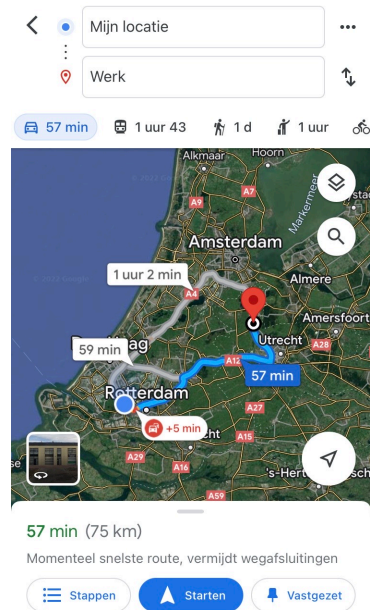 Mijn locatie
Werk
57 min
1 uur 43
1 d
1 uur
Alkmaar
Hoorn
A9
A7
Markermeer
Amsterdam
1 uur 2 min
A4
Almere
Amersfoort
59 min
Utrecht
A28
A12
57 min
Rotterdam
A27
+5 min
A15
A29
A16
's-Hert
A59
57 min (75 km)
Momenteel snelste route, vermijdt wegafsluitingen
Stappen
Starten
Vastgezet